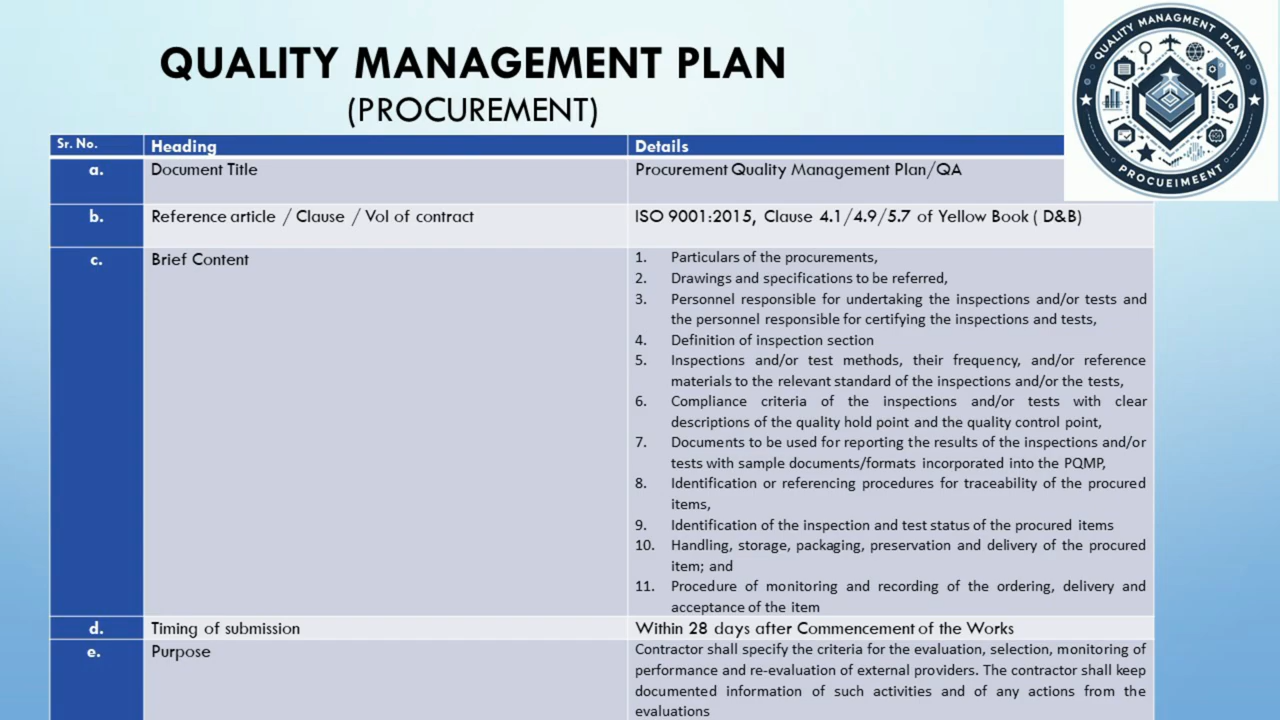 QUALITY MANAGEMENT PLAN
(PROCUREMENT)
QUALITY MANAGMENT PLAN
PROCUEIMEENT
Sr. No. Heading Details
a. Document Title Procurement Quality Management Plan/QA
b. Reference article / Clause / Vol of contract ISO 9001:2015, Clause 4.1/4.9/5.7 of Yellow Book ( D&B)
c. Brief Content 1. Particulars of the procurements,
2. Drawings and specifications to be referred,
3. Personnel responsible for undertaking the inspections and/or tests and
the personnel responsible for certifying the inspections and tests,
4. Definition of inspection section
5. Inspections and/or test methods, their frequency, and/or reference
materials to the relevant standard of the inspections and/or the tests,
6. Compliance criteria of the inspections and/or tests with clear
descriptions of the quality hold point and the quality control point,
7. Documents to be used for reporting the results of the inspections and/or
tests with sample documents/formats incorporated into the PQMP,
8. Identification or referencing procedures for traceability of the procured
items,
9. Identification of the inspection and test status of the procured items
10. Handling, storage, packaging, preservation and delivery of the procured
item; and
11. Procedure of monitoring and recording of the ordering, delivery and
acceptance of the item
d. Timing of submission Within 28 days after Commencement of the Works
e. Purpose Contractor shall specify the criteria for the evaluation, selection, monitoring of
performance and re-evaluation of external providers. The contractor shall keep
documented information of such activities and of any actions from the
evaluations